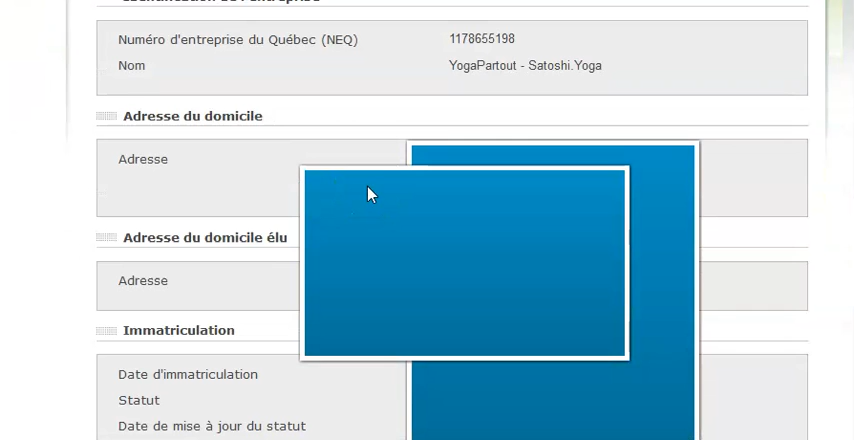 Numéro d'entreprise du Québec (NEQ) 1178655198
Nom YogaPartout - Satoshi.Yoga
Adresse du domicile
Adresse
Adresse du domicile élu
Adresse
Immatriculation
Date d'immatriculation
Statut
Date de mise à jour du statut